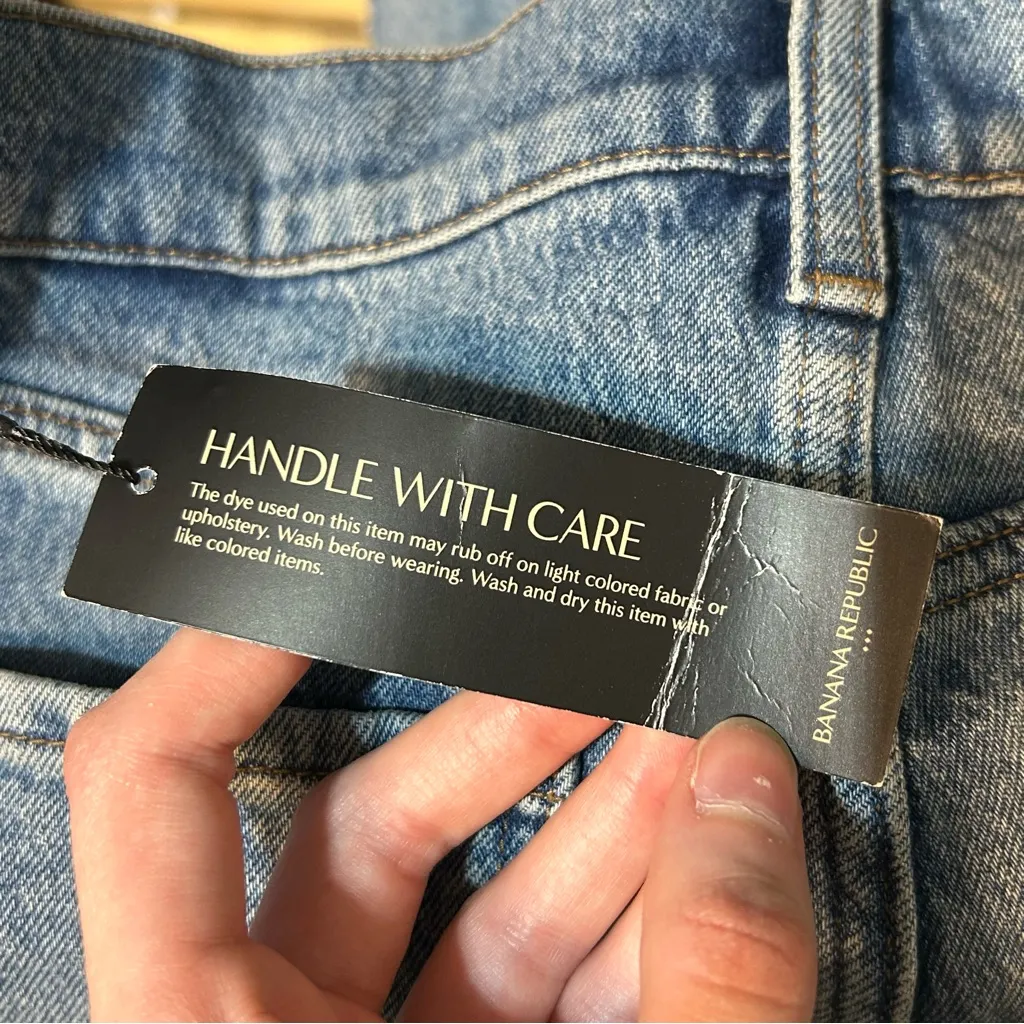 HANDLE WITH CARE
The dye used on this item may rub off on light colored fabric or
upholstery. Wash before wearing. Wash and dry this item with
like colored items.
BANANA REPUBLIC